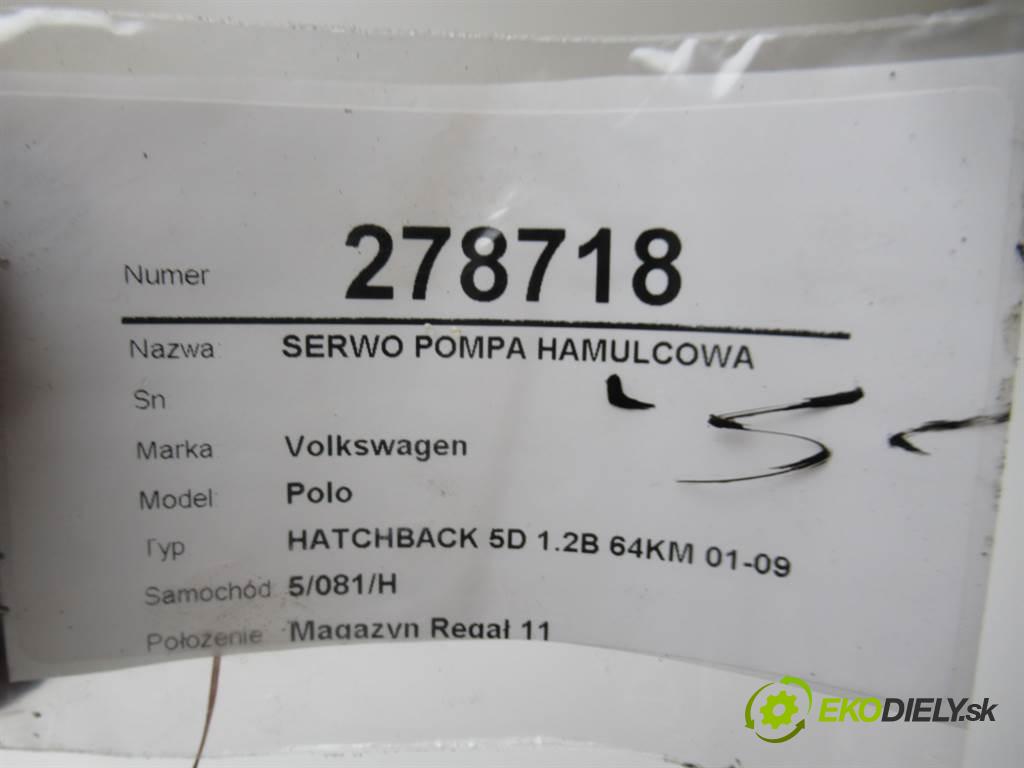 Numer 278718
Nazwa: SERWO POMPA HAMULCOWA
Sn
Marka Volkswagen
Model: Polo
Typ HATCHBACK 5D 1.2B 64KM 01-09
Samochód 5/081/H
Położenie Magazyn Regał 11
EKODIELY.sk